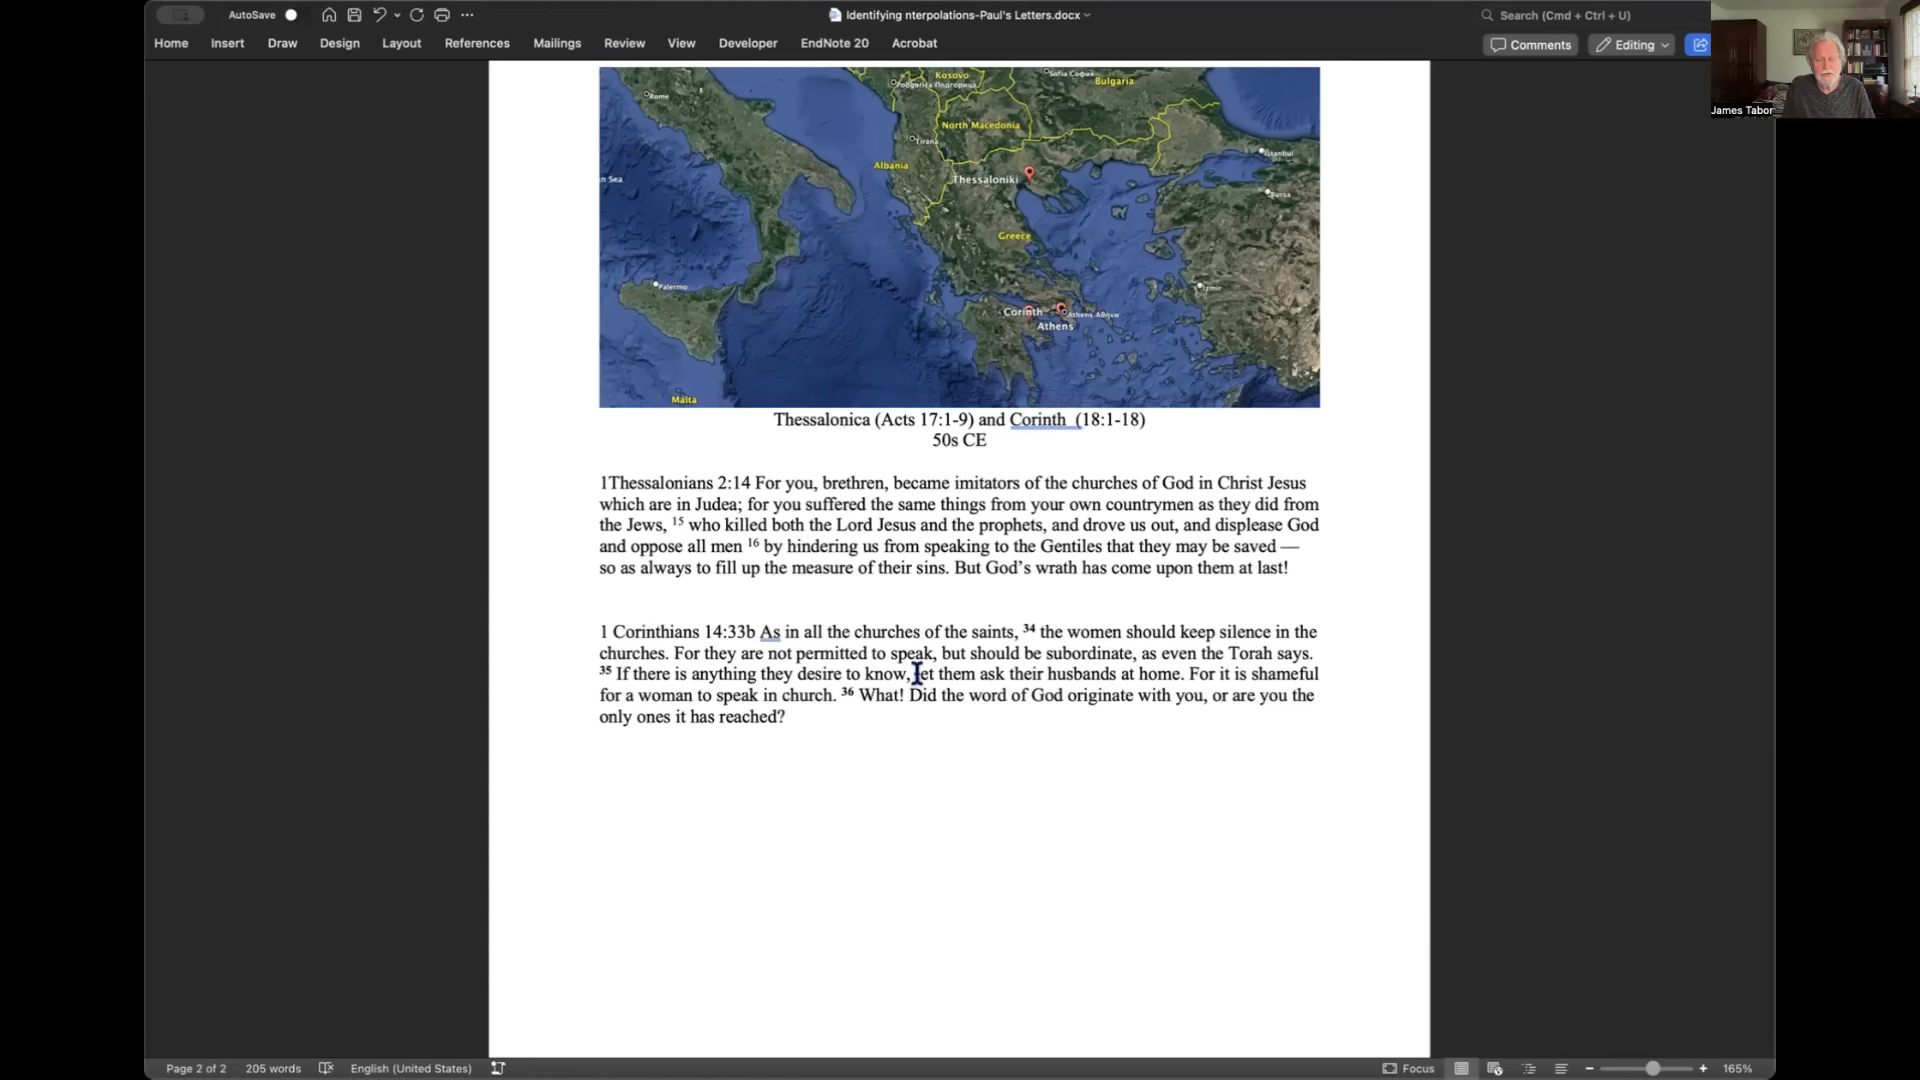 AutoSave
Identifying nterpolations-Paul's Letters.docx
Search (Cmd + Ctrl + U)
Home Insert Draw Design Layout References Mailings Review View Developer EndNote 20 Acrobat
Comments Editing
James Tabor
Kosovo
Podgorica Подгорица
Sofia София
Bulgaria
Rome
North Macedonia
Tirana
Istanbul
Albania
Thessaloniki
n Sea
Bursa
Greece
Palermo
Izmir
Corinth
Athens Αθήνα
Athens
Malta
Thessalonica (Acts 17:1-9) and Corinth (18:1-18)
50s CE
1Thessalonians 2:14 For you, brethren, became imitators of the churches of God in Christ Jesus
which are in Judea; for you suffered the same things from your own countrymen as they did from
the Jews, 15 who killed both the Lord Jesus and the prophets, and drove us out, and displease God
and oppose all men 16 by hindering us from speaking to the Gentiles that they may be saved —
so as always to fill up the measure of their sins. But God's wrath has come upon them at last!
1 Corinthians 14:33b As in all the churches of the saints, 34 the women should keep silence in the
churches. For they are not permitted to speak, but should be subordinate, as even the Torah says.
35 If there is anything they desire to know, let them ask their husbands at home. For it is shameful
for a woman to speak in church. 36 What! Did the word of God originate with you, or are you the
only ones it has reached?
Page 2 of 2 205 words English (United States) Focus 165%